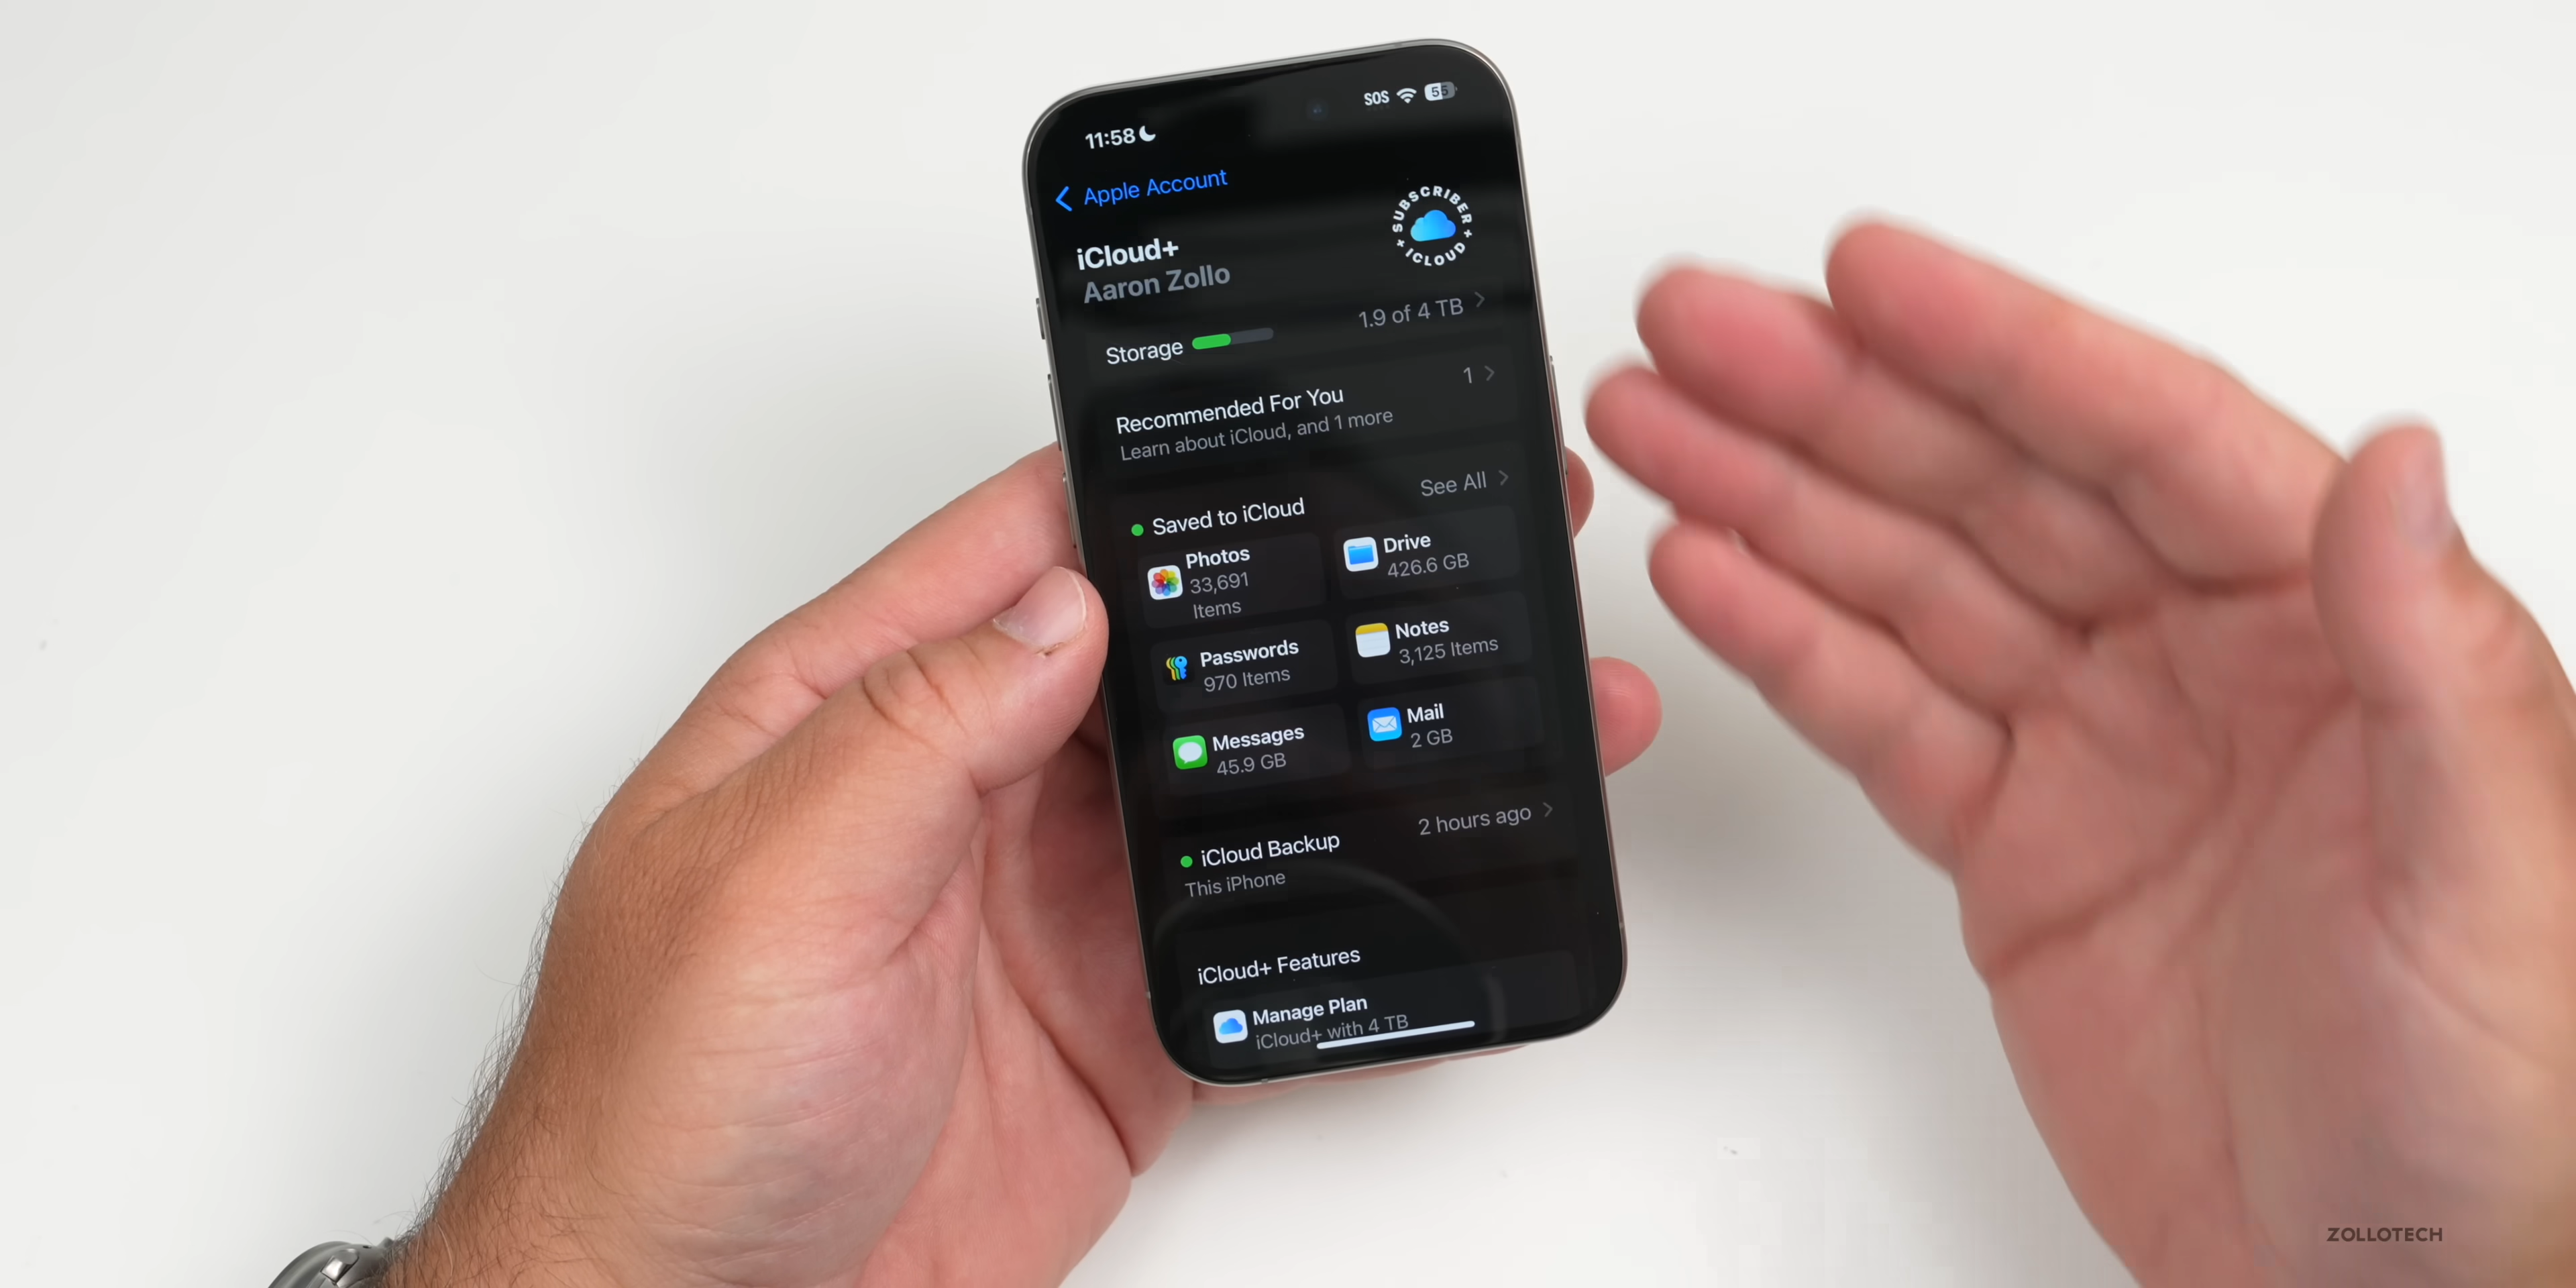 11:58
SOS
55
Apple Account
SUBSCRIBER
+ ICLOUD +
iCloud+
Aaron Zollo
Storage
1.9 of 4 TB
Recommended For You
1
Learn about iCloud, and 1 more
Saved to iCloud
See All
Photos
33,691
Items
Drive
426.6 GB
Passwords
970 Items
Notes
3,125 Items
Messages
45.9 GB
Mail
2 GB
iCloud Backup
2 hours ago
This iPhone
iCloud+ Features
Manage Plan
iCloud+ with 4 TB
ZOLLOTECH